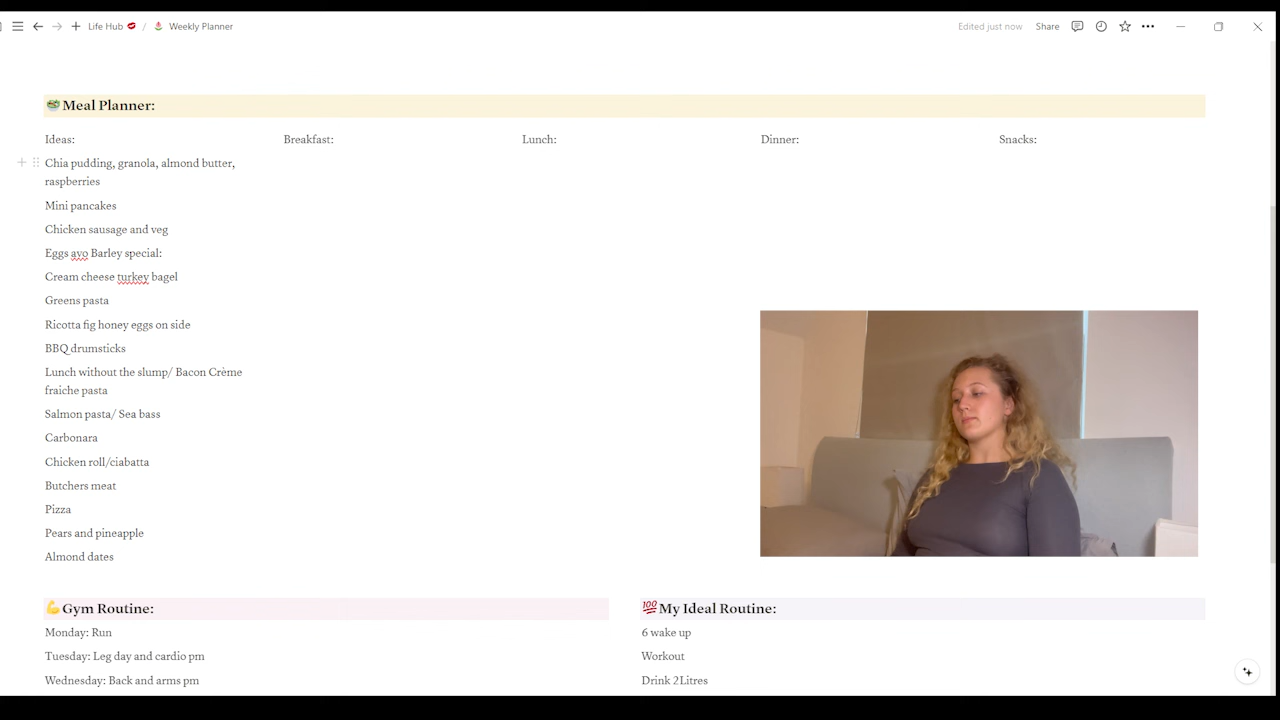 Life Hub 💋 / 🌷 Weekly Planner
Edited just now Share
🥗 Meal Planner:
Ideas: Breakfast: Lunch: Dinner: Snacks:
Chia pudding, granola, almond butter,
raspberries
Mini pancakes
Chicken sausage and veg
Eggs avo Barley special:
Cream cheese turkey bagel
Greens pasta
Ricotta fig honey eggs on side
BBQ drumsticks
Lunch without the slump/ Bacon Crème
fraiche pasta
Salmon pasta/ Sea bass
Carbonara
Chicken roll/ciabatta
Butchers meat
Pizza
Pears and pineapple
Almond dates
💪 Gym Routine:
Monday: Run
Tuesday: Leg day and cardio pm
Wednesday: Back and arms pm
💯 My Ideal Routine:
6 wake up
Workout
Drink 2Litres